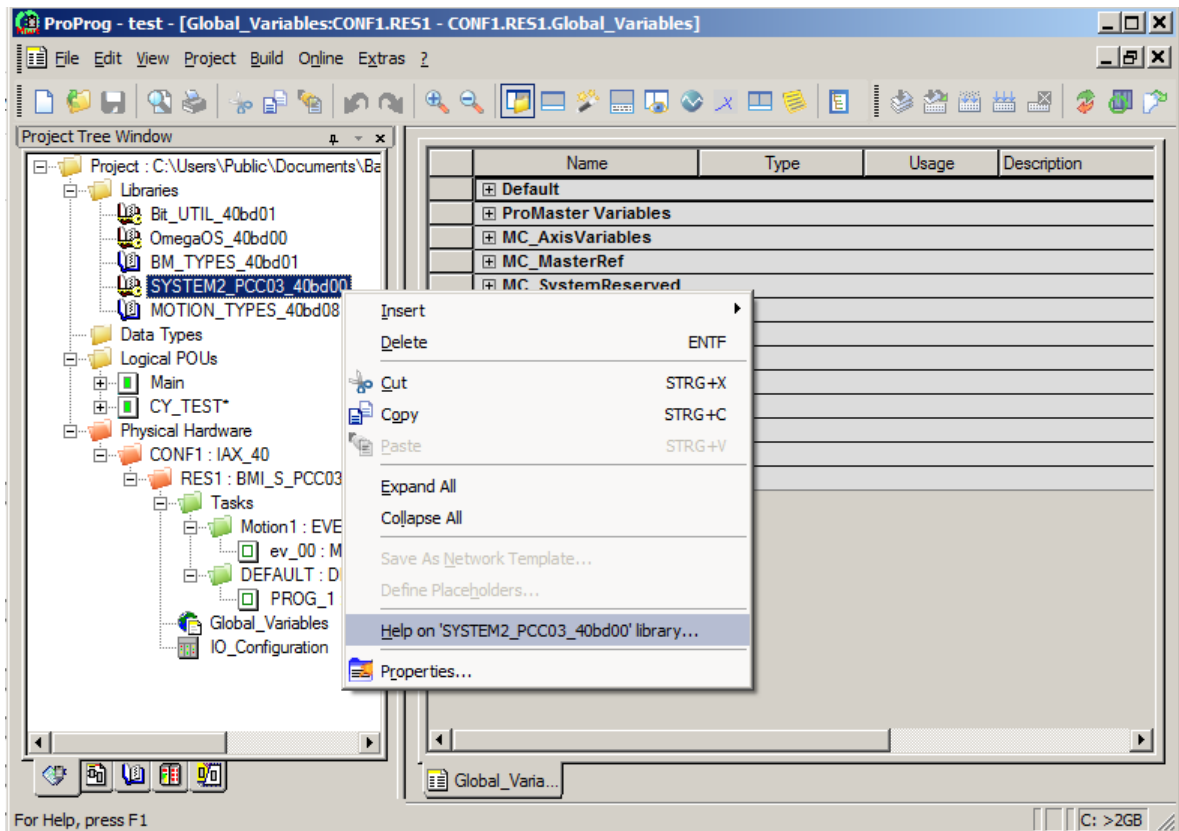 ProProg - test - [Global_Variables:CONF1.RES1 - CONF1.RES1.Global_Variables]
File Edit View Project Build Online Extras ?
Project Tree Window
Project : C:\Users\Public\Documents\Ba
Libraries
Bit_UTIL_40bd01
OmegaOS_40bd00
BM_TYPES_40bd01
SYSTEM2_PCC03_40bd00
MOTION_TYPES_40bd08
Data Types
Logical POUs
Main
CY_TEST*
Physical Hardware
CONF1 : IAX_40
RES1 : BMI_S_PCC03
Tasks
Motion1 : EVE
ev_00 : M
DEFAULT : D
PROG_1
Global_Variables
IO_Configuration
Name Type Usage Description
Default
ProMaster Variables
MC_AxisVariables
MC_MasterRef
MC_SystemReserved
Insert
Delete ENTF
Cut STRG+X
Copy STRG+C
Paste STRG+V
Expand All
Collapse All
Save As Network Template...
Define Placeholders...
Help on 'SYSTEM2_PCC03_40bd00' library...
Properties...
Global_Varia...
For Help, press F1
C: >2GB